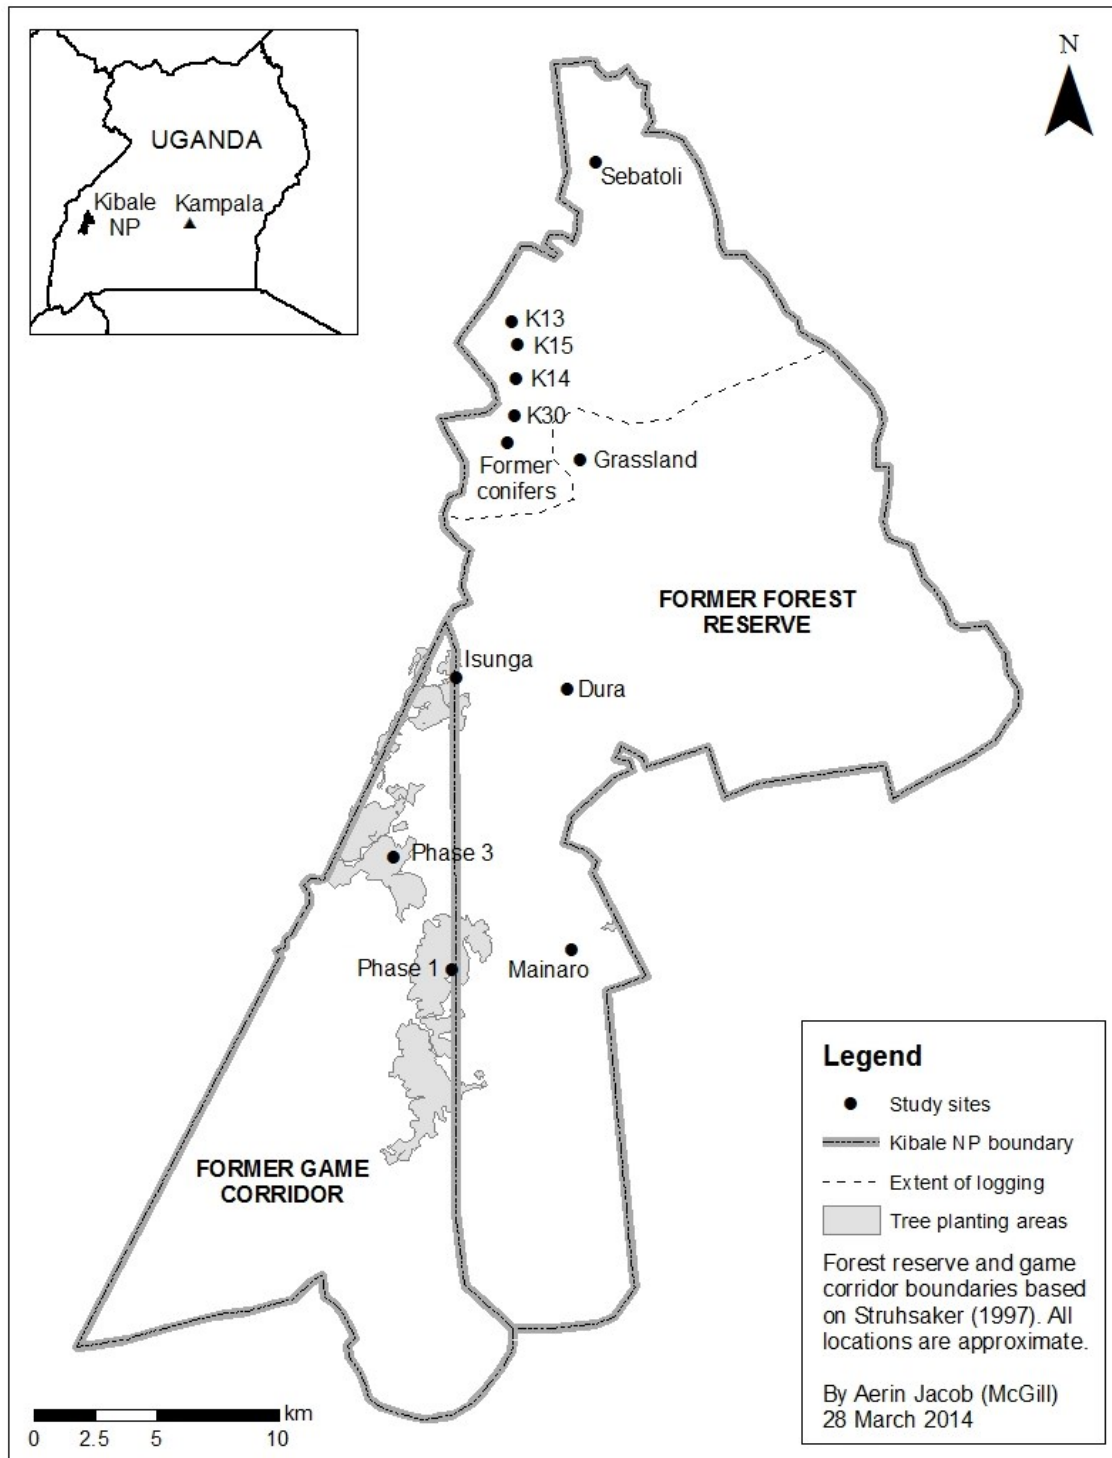 UGANDA
Kibale
NP
Kampala
N
Sebatoli
K13
K15
K14
K30
Former
conifers
Grassland
FORMER FOREST
RESERVE
Isunga
Dura
Phase 3
Phase 1
Mainaro
FORMER GAME
CORRIDOR
Legend
Study sites
Kibale NP boundary
Extent of logging
Tree planting areas
Forest reserve and game
corridor boundaries based
on Struhsaker (1997). All
locations are approximate.
By Aerin Jacob (McGill)
28 March 2014
km
0 2.5 5 10